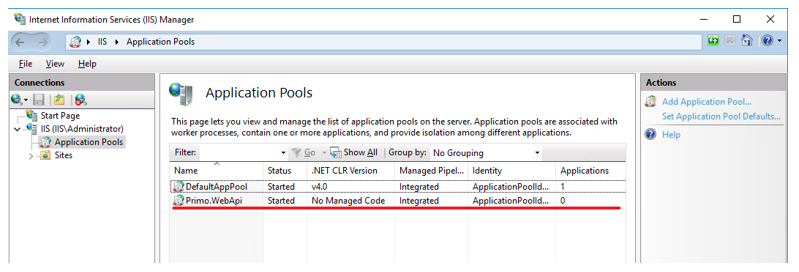 Internet Information Services (IIS) Manager
IIS Application Pools
File View Help
Connections
Start Page
IIS (IIS\Administrator)
Application Pools
Sites
Application Pools
This page lets you view and manage the list of application pools on the server. Application pools are associated with
worker processes, contain one or more applications, and provide isolation among different applications.
Filter: Go Show All Group by: No Grouping
Name Status .NET CLR Version Managed Pipel... Identity Applications
DefaultAppPool Started v4.0 Integrated ApplicationPoolId... 1
Primo.WebApi Started No Managed Code Integrated ApplicationPoolId... 0
Actions
Add Application Pool...
Set Application Pool Defaults...
Help